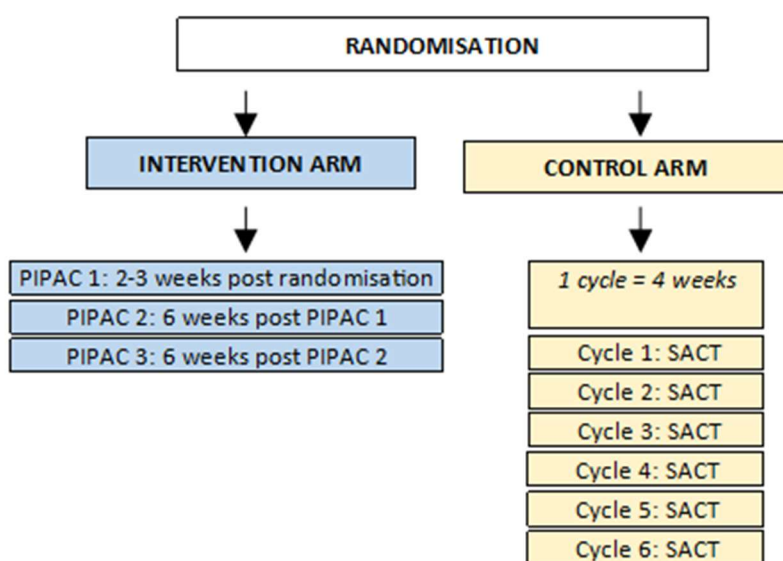 RANDOMISATION
INTERVENTION ARM
CONTROL ARM
PIPAC 1: 2-3 weeks post randomisation
PIPAC 2: 6 weeks post PIPAC 1
PIPAC 3: 6 weeks post PIPAC 2
1 cycle = 4 weeks
Cycle 1: SACT
Cycle 2: SACT
Cycle 3: SACT
Cycle 4: SACT
Cycle 5: SACT
Cycle 6: SACT